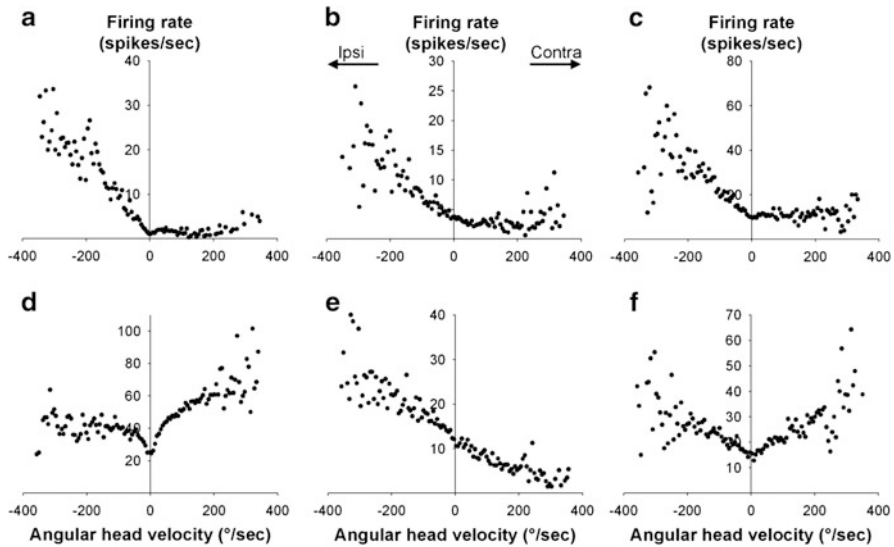 a
Firing rate
(spikes/sec)
40
30
20
10
-400 -200 0 200 400
b
Firing rate
(spikes/sec)
Ipsi
Contra
30
25
20
15
10
5
-400 -200 0 200 400
c
Firing rate
(spikes/sec)
80
60
40
20
-400 -200 0 200 400
d
100
80
60
40
20
-400 -200 0 200 400
Angular head velocity (°/sec)
e
40
30
20
10
-400 -200 0 200 400
Angular head velocity (°/sec)
f
70
60
50
40
30
20
10
-400 -200 0 200 400
Angular head velocity (°/sec)